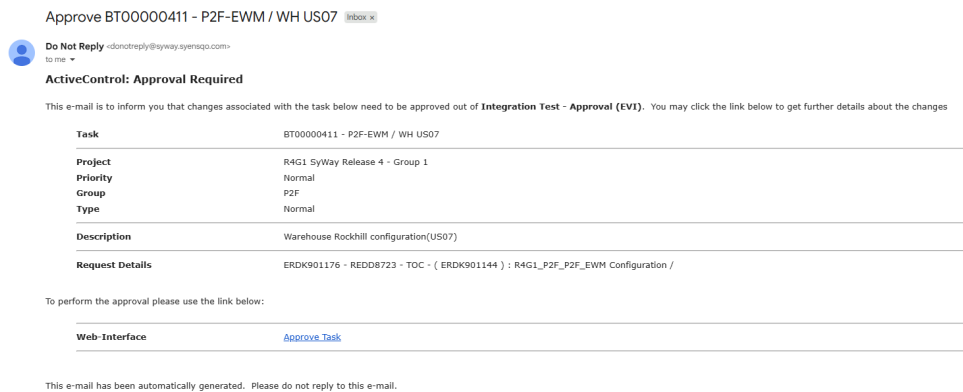 Approve BT00000411 - P2F-EWM / WH US07 Inbox x
Do Not Reply <donotreply@syway.syensqo.com>
to me
ActiveControl: Approval Required
This e-mail is to inform you that changes associated with the task below need to be approved out of Integration Test - Approval (EVI). You may click the link below to get further details about the changes
Task BT00000411 - P2F-EWM / WH US07
Project R4G1 SyWay Release 4 - Group 1
Priority Normal
Group P2F
Type Normal
Description Warehouse Rockhill configuration(US07)
Request Details ERDK901176 - REDD8723 - TOC - ( ERDK901144 ) : R4G1_P2F_P2F_EWM Configuration /
To perform the approval please use the link below:
Web-Interface Approve Task
This e-mail has been automatically generated. Please do not reply to this e-mail.